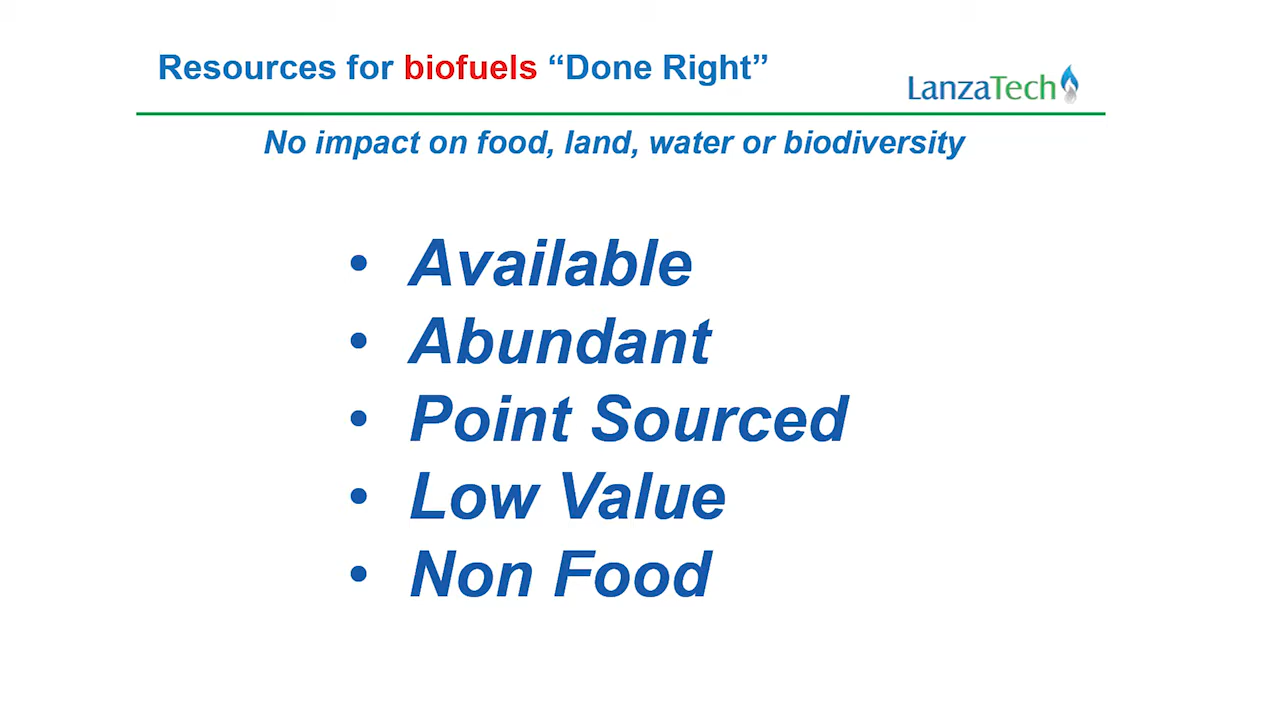 Resources for biofuels “Done Right”
LanzaTech
No impact on food, land, water or biodiversity
• Available
• Abundant
• Point Sourced
• Low Value
• Non Food